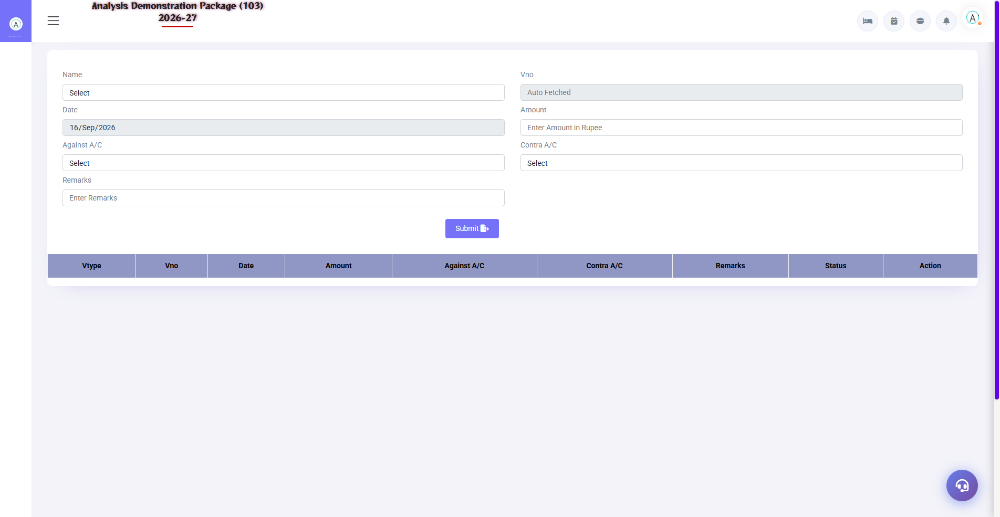 Analysis Demonstration Package (103)
2026-27
Name
Vno
Select
Auto Fetched
Date
Amount
16/Sep/2026
Enter Amount in Rupee
Against A/C
Contra A/C
Select
Select
Remarks
Enter Remarks
Submit
Vtype Vno Date Amount Against A/C Contra A/C Remarks Status Action